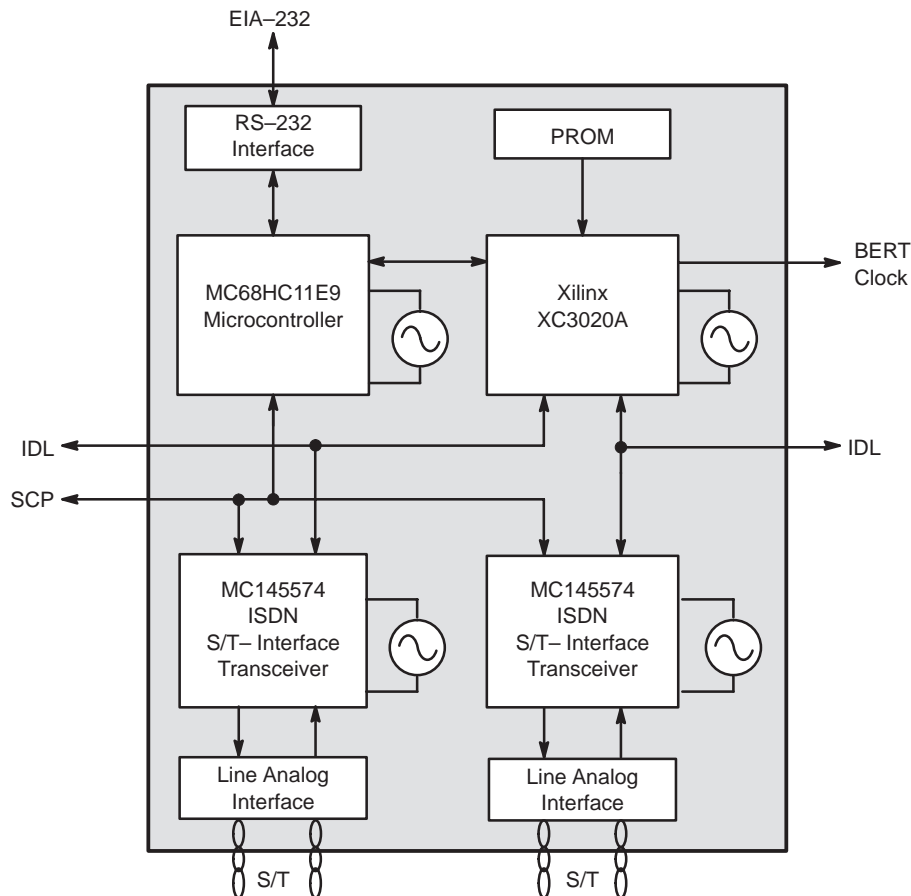 EIA–232
RS–232
Interface
PROM
MC68HC11E9
Microcontroller
Xilinx
XC3020A
BERT
Clock
IDL
IDL
SCP
MC145574
ISDN
S/T– Interface
Transceiver
MC145574
ISDN
S/T– Interface
Transceiver
Line Analog
Interface
Line Analog
Interface
S/T
S/T